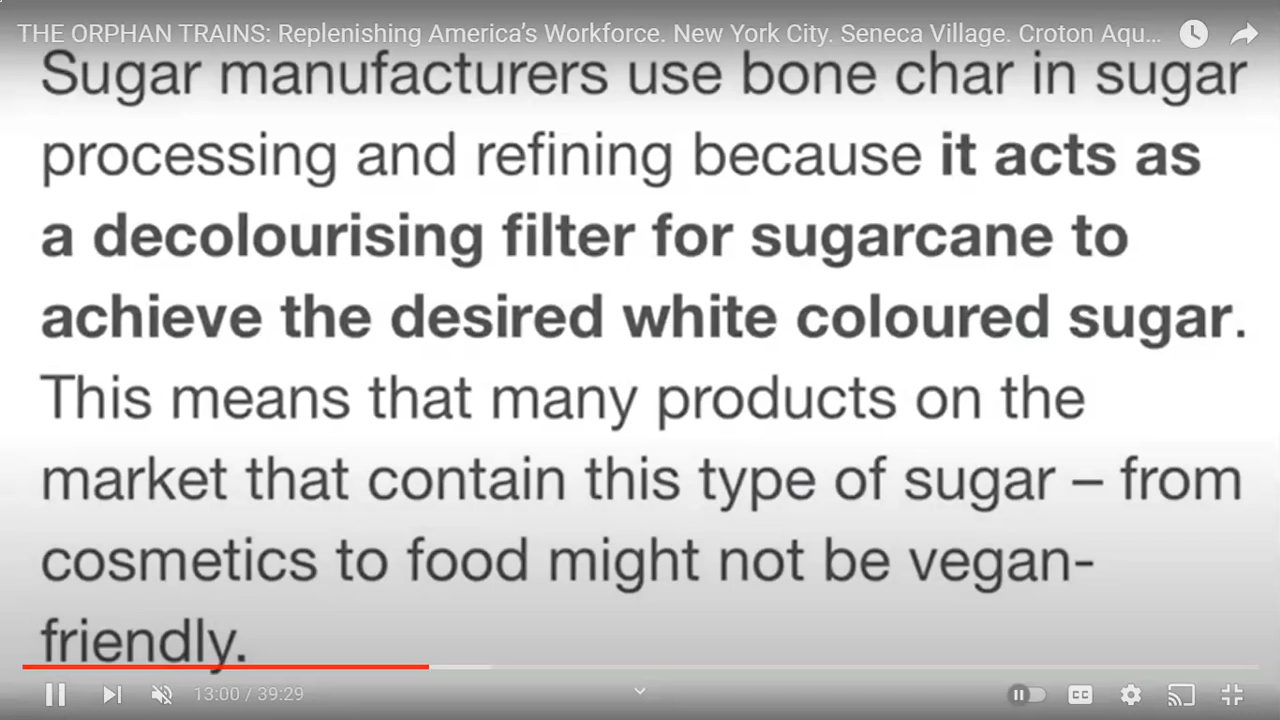 THE ORPHAN TRAINS: Replenishing America’s Workforce. New York City. Seneca Village. Croton Aqu...
Sugar manufacturers use bone char in sugar
processing and refining because it acts as
a decolourising filter for sugarcane to
achieve the desired white coloured sugar.
This means that many products on the
market that contain this type of sugar – from
cosmetics to food might not be vegan-
friendly.
13:00 / 39:29
CC